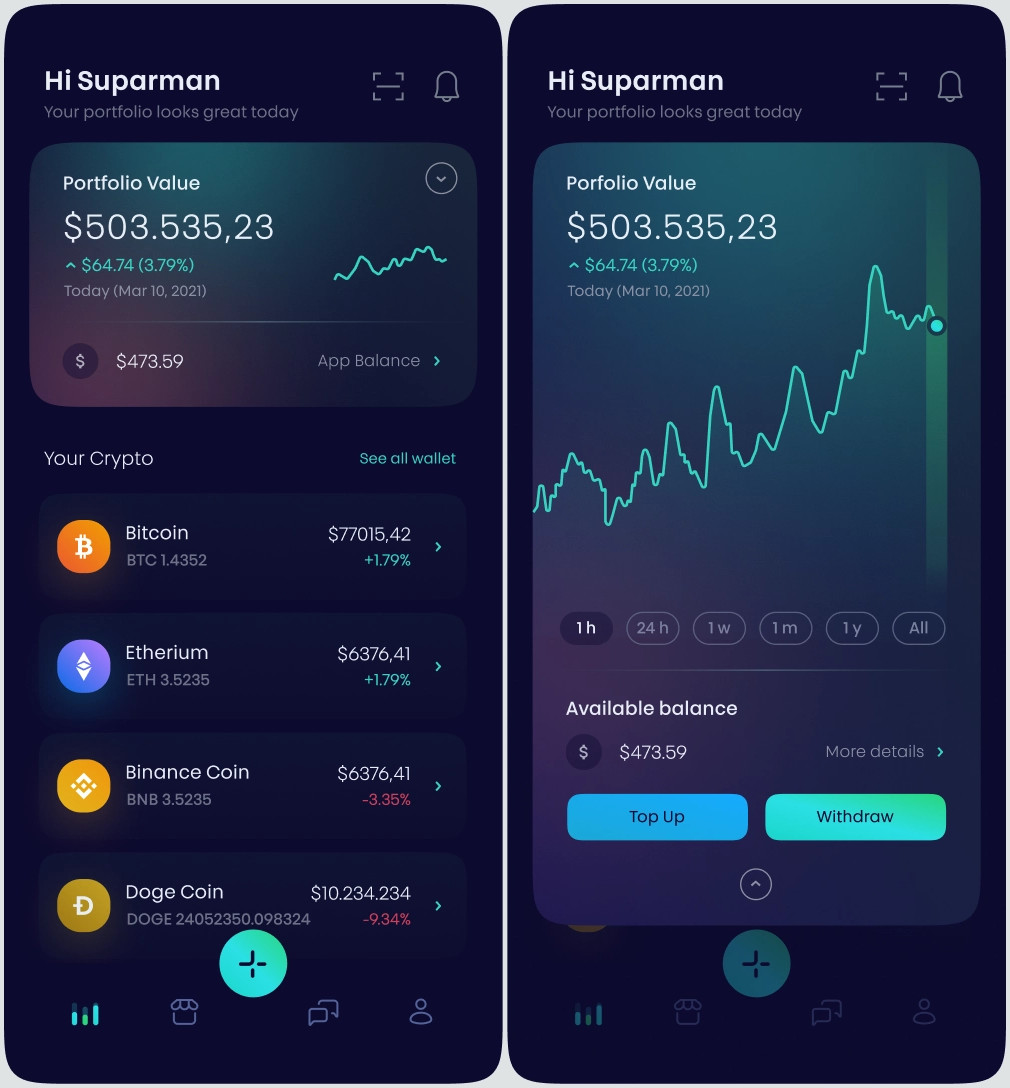 Hi Suparman
Your portfolio looks great today
Portfolio Value
$503.535,23
$64.74 (3.79%)
Today (Mar 10, 2021)
$ $473.59 App Balance
Your Crypto See all wallet
Bitcoin $77015,42
BTC 1.4352 +1.79%
Etherium $6376,41
ETH 3.5235 +1.79%
Binance Coin $6376,41
BNB 3.5235 -3.35%
Doge Coin $10.234.234
DOGE 24052350.098324 -9.34%
Hi Suparman
Your portfolio looks great today
Porfolio Value
$503.535,23
$64.74 (3.79%)
Today (Mar 10, 2021)
1 h 24 h 1 w 1 m 1 y All
Available balance
$ $473.59 More details
Top Up Withdraw